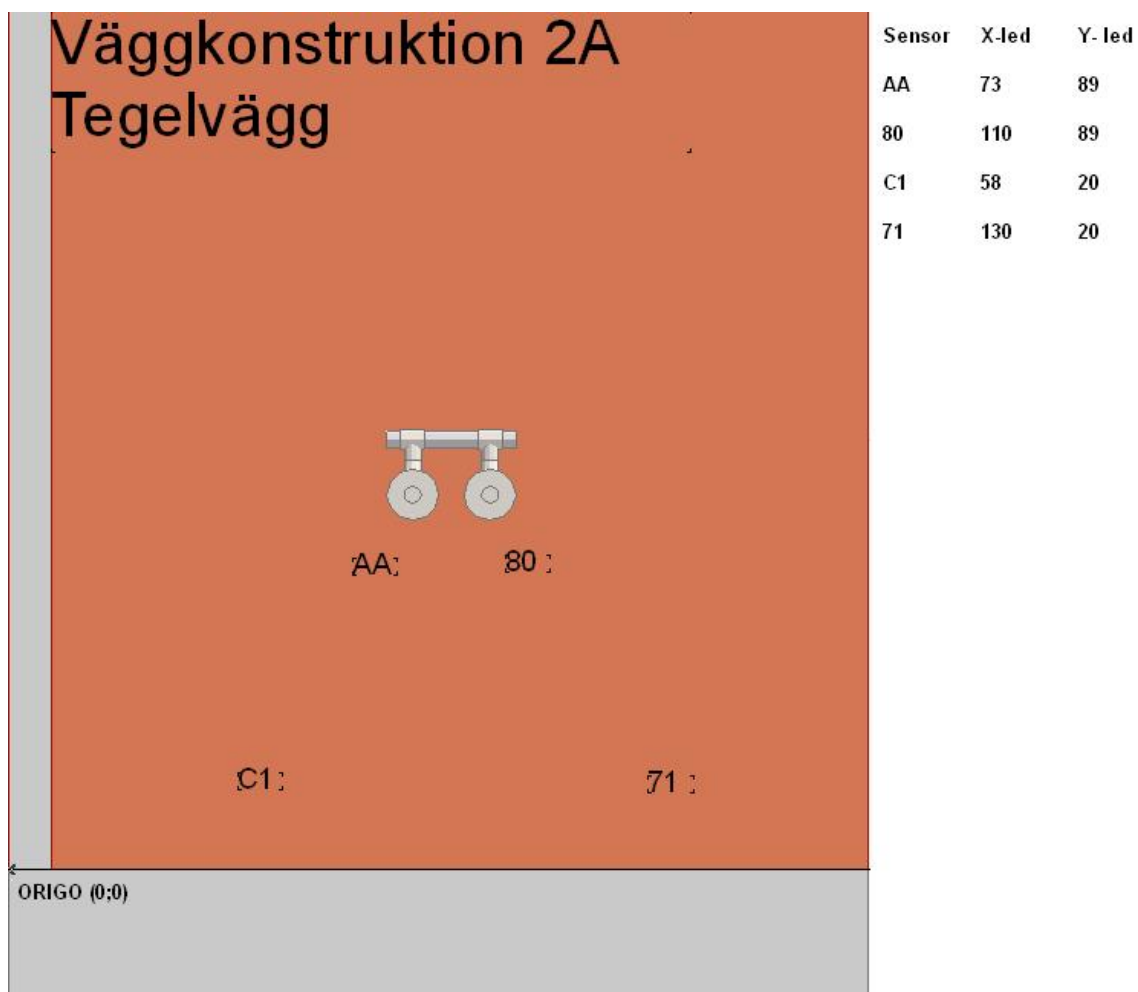 Väggkonstruktion 2A
Tegelvägg
Sensor X-led Y- led
AA 73 89
80 110 89
C1 58 20
71 130 20
AA
80
C1
71
ORIGO (0;0)